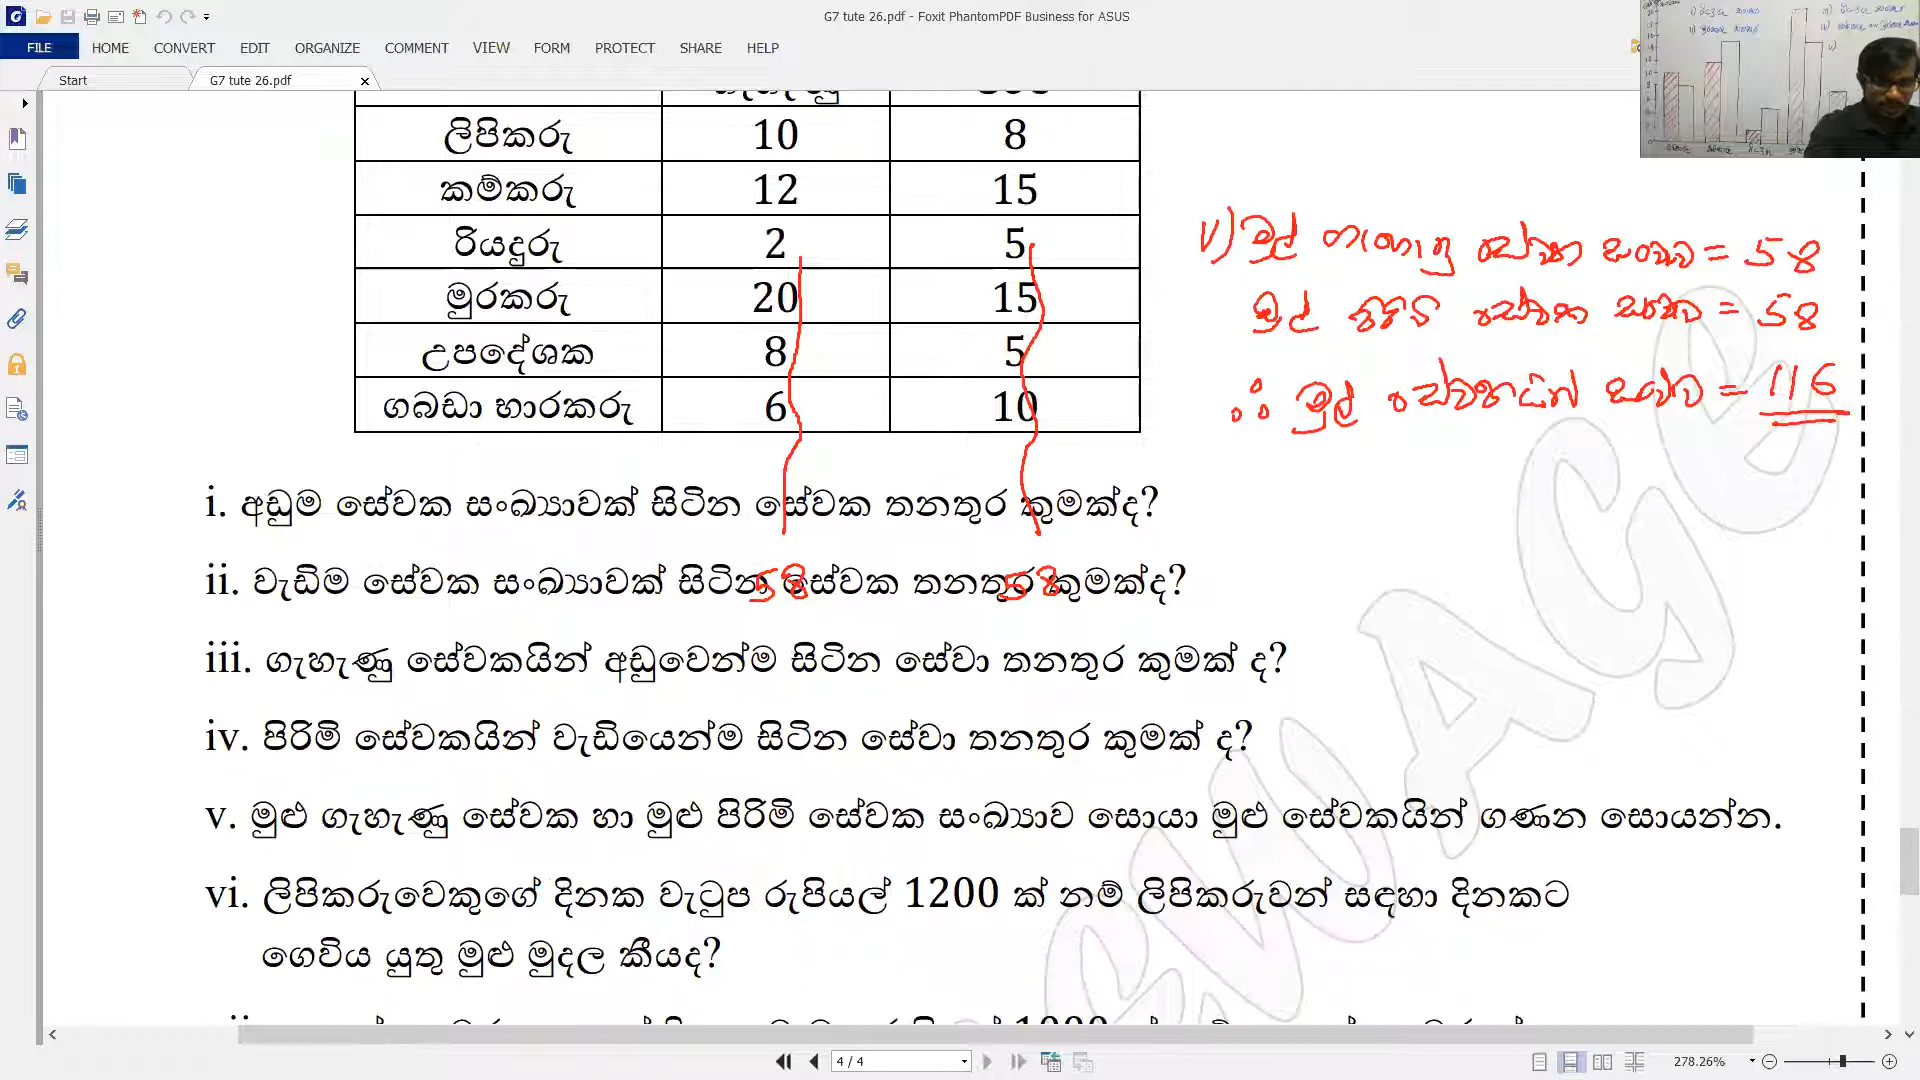 G7 tute 26.pdf - Foxit PhantomPDF Business for ASUS
FILE HOME CONVERT EDIT ORGANIZE COMMENT VIEW FORM PROTECT SHARE HELP
Start G7 tute 26.pdf
ලිපිකරු 10 8
කම්කරු 12 15
රියදුරු 2 5
මුරකරු 20 15
උපදේශක 8 5
ගබඩා භාරකරු 6 10
V) මුල් ගැහැනු සේවක සංඛ්‍යාව = 58
මුල් පිරිමි සේවක සංඛ්‍යාව = 58
∴ මුල් සේවකයින් සංඛ්‍යාව = 116
i. අඩුම සේවක සංඛ්‍යාවක් සිටින සේවක තනතුර කුමක්ද?
58 58
ii. වැඩිම සේවක සංඛ්‍යාවක් සිටින සේවක තනතුර කුමක්ද?
iii. ගැහැණු සේවකයින් අඩුවෙන්ම සිටින සේවා තනතුර කුමක් ද?
iv. පිරිමි සේවකයින් වැඩියෙන්ම සිටින සේවා තනතුර කුමක් ද?
v. මුළු ගැහැණු සේවක හා මුළු පිරිමි සේවක සංඛ්‍යාව සොයා මුළු සේවකයින් ගණන සොයන්න.
vi. ලිපිකරුවෙකුගේ දිනක වැටුප රුපියල් 1200 ක් නම් ලිපිකරුවන් සඳහා දිනකට
ගෙවිය යුතු මුළු මුදල කීයද?
4 / 4
278.26%